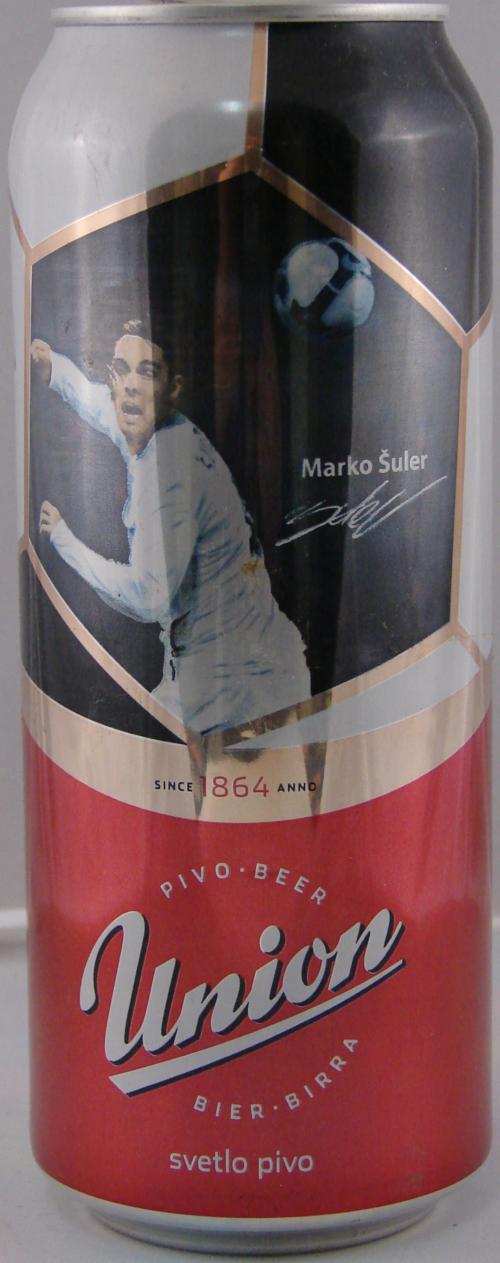 Marko Šuler
SINCE 1864 ANNO
PIVO·BEER
Union
BIER·BIRRA
svetlo pivo